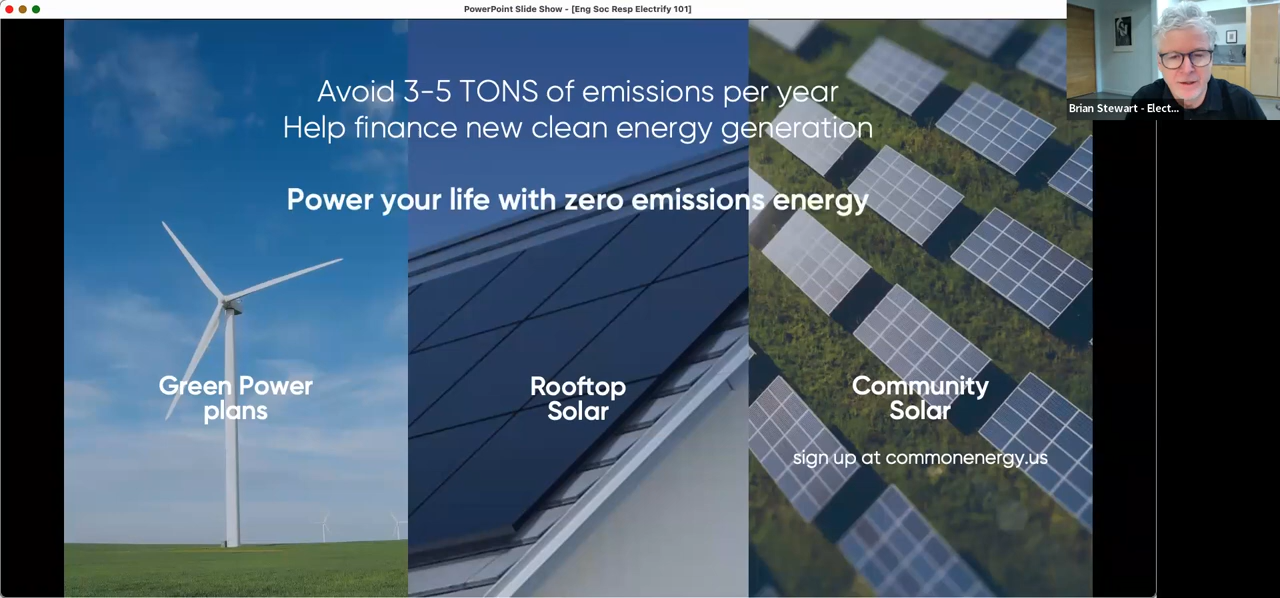 PowerPoint Slide Show - [Eng Soc Resp Electrify 101]
Avoid 3-5 TONS of emissions per year
Help finance new clean energy generation
Power your life with zero emissions energy
Green Power
plans
Rooftop
Solar
Community
Solar
sign up at commonenergy.us
Brian Stewart - Elect...